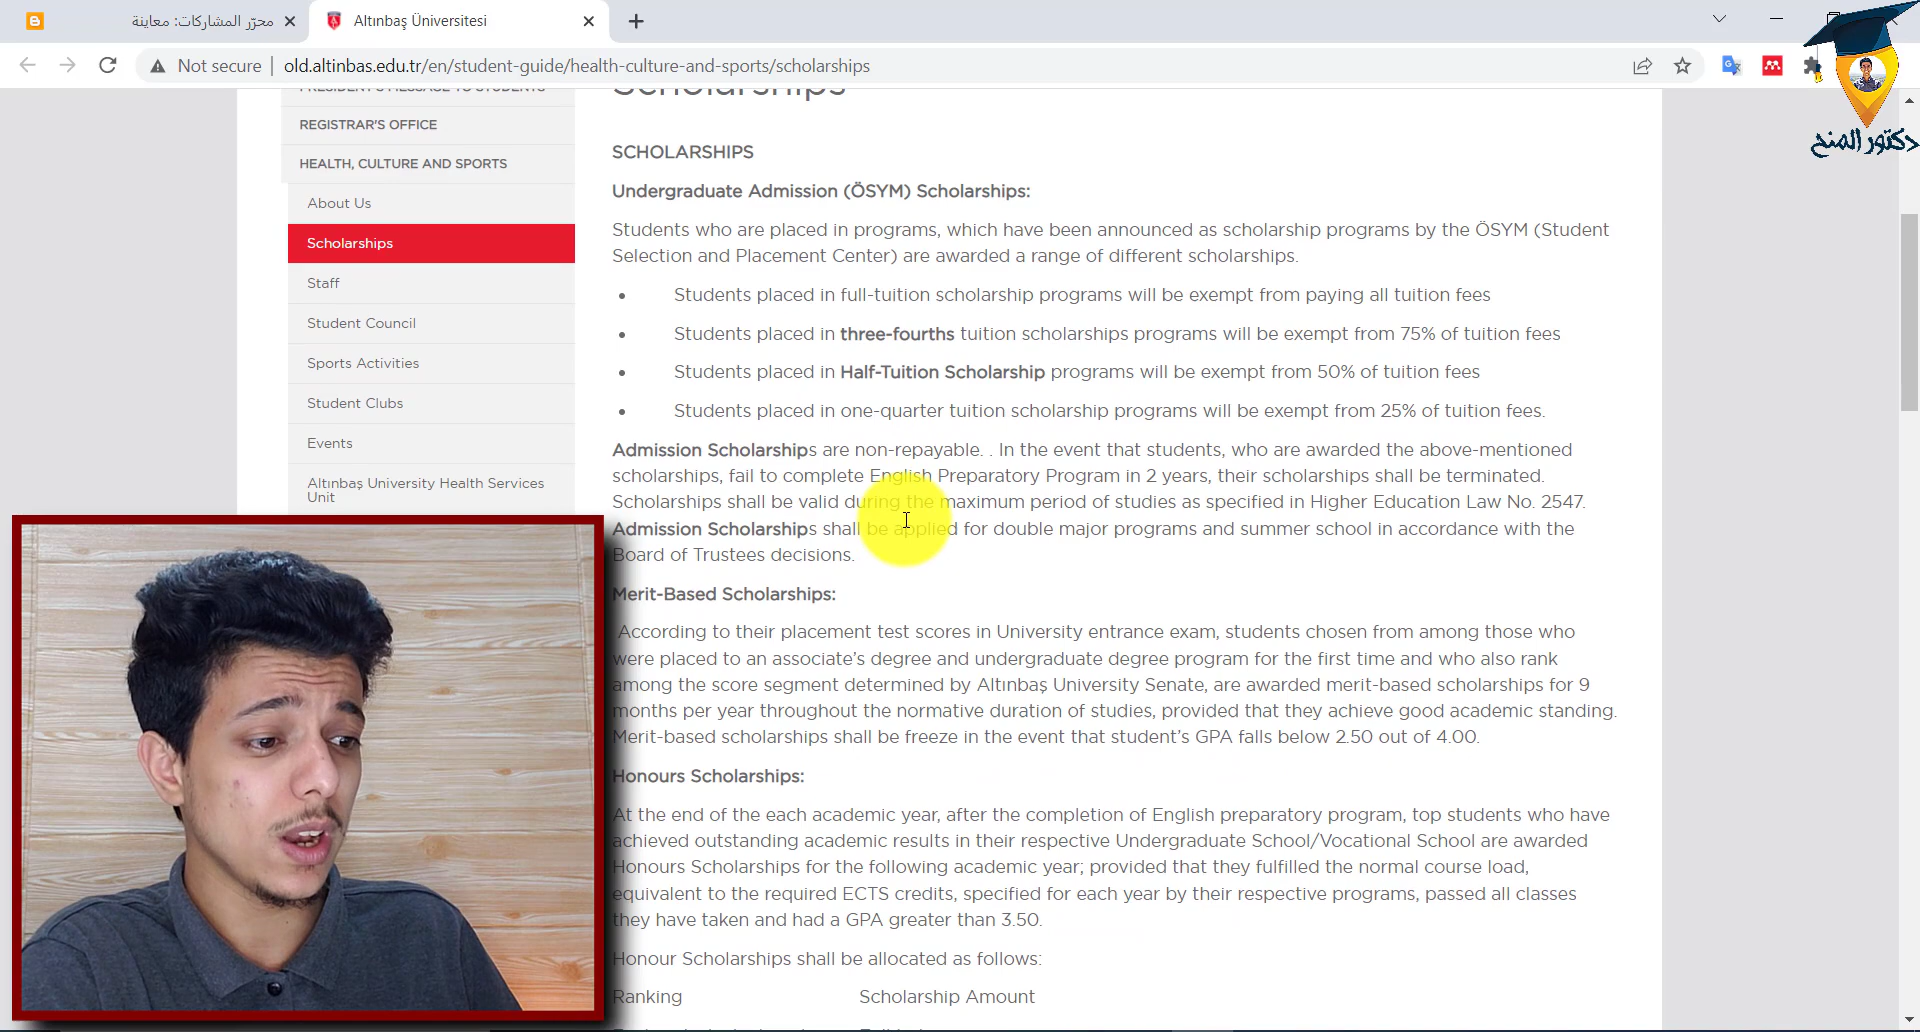 محرّر المشاركات: معاينة
Altınbaş Üniversitesi
Not secure
old.altinbas.edu.tr/en/student-guide/health-culture-and-sports/scholarships
دكتور المنح
PRESIDENT'S MESSAGE TO STUDENTS
REGISTRAR'S OFFICE
HEALTH, CULTURE AND SPORTS
About Us
Scholarships
Staff
Student Council
Sports Activities
Student Clubs
Events
Altınbaş University Health Services
Unit
Scholarships
SCHOLARSHIPS
Undergraduate Admission (ÖSYM) Scholarships:
Students who are placed in programs, which have been announced as scholarship programs by the ÖSYM (Student
Selection and Placement Center) are awarded a range of different scholarships.
• Students placed in full-tuition scholarship programs will be exempt from paying all tuition fees
• Students placed in three-fourths tuition scholarships programs will be exempt from 75% of tuition fees
• Students placed in Half-Tuition Scholarship programs will be exempt from 50% of tuition fees
• Students placed in one-quarter tuition scholarship programs will be exempt from 25% of tuition fees.
Admission Scholarships are non-repayable. . In the event that students, who are awarded the above-mentioned
scholarships, fail to complete English Preparatory Program in 2 years, their scholarships shall be terminated.
Scholarships shall be valid during the maximum period of studies as specified in Higher Education Law No. 2547.
Admission Scholarships shall be applied for double major programs and summer school in accordance with the
Board of Trustees decisions.
Merit-Based Scholarships:
According to their placement test scores in University entrance exam, students chosen from among those who
were placed to an associate's degree and undergraduate degree program for the first time and who also rank
among the score segment determined by Altınbaş University Senate, are awarded merit-based scholarships for 9
months per year throughout the normative duration of studies, provided that they achieve good academic standing.
Merit-based scholarships shall be freeze in the event that student's GPA falls below 2.50 out of 4.00.
Honours Scholarships:
At the end of the each academic year, after the completion of English preparatory program, top students who have
achieved outstanding academic results in their respective Undergraduate School/Vocational School are awarded
Honours Scholarships for the following academic year; provided that they fulfilled the normal course load,
equivalent to the required ECTS credits, specified for each year by their respective programs, passed all classes
they have taken and had a GPA greater than 3.50.
Honour Scholarships shall be allocated as follows:
Ranking Scholarship Amount